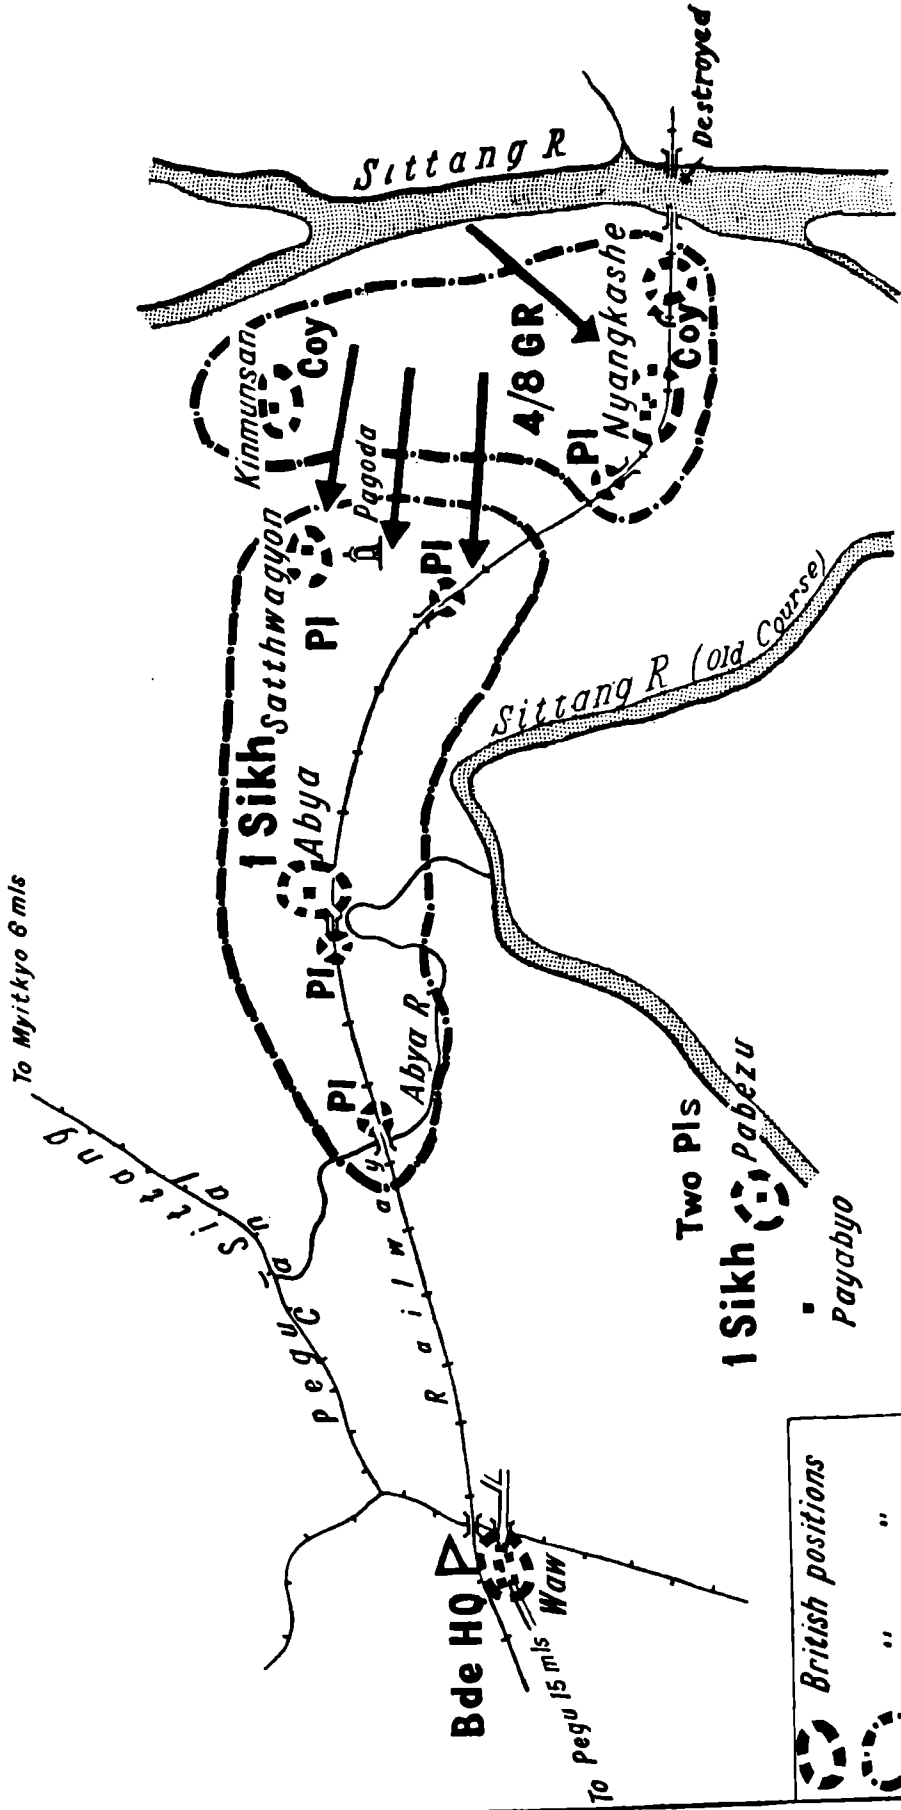 To Myitkyo 6 mls
Pegu Sittang
Canal
Kinmunsan
Coy
Sittang R
Satthwagyon
Pl
Pagoda
1 Sikh
Abya
Pl
4/8 GR
Pl
Nyangkashe
Coy
Destroyed
Pl
Pl
Abya R
Railway
Sittang R (Old Course)
Bde HQ
Waw
To Pegu 15 mls
Two Pls
1 Sikh
Pabezu
Payabyo
British positions
" "